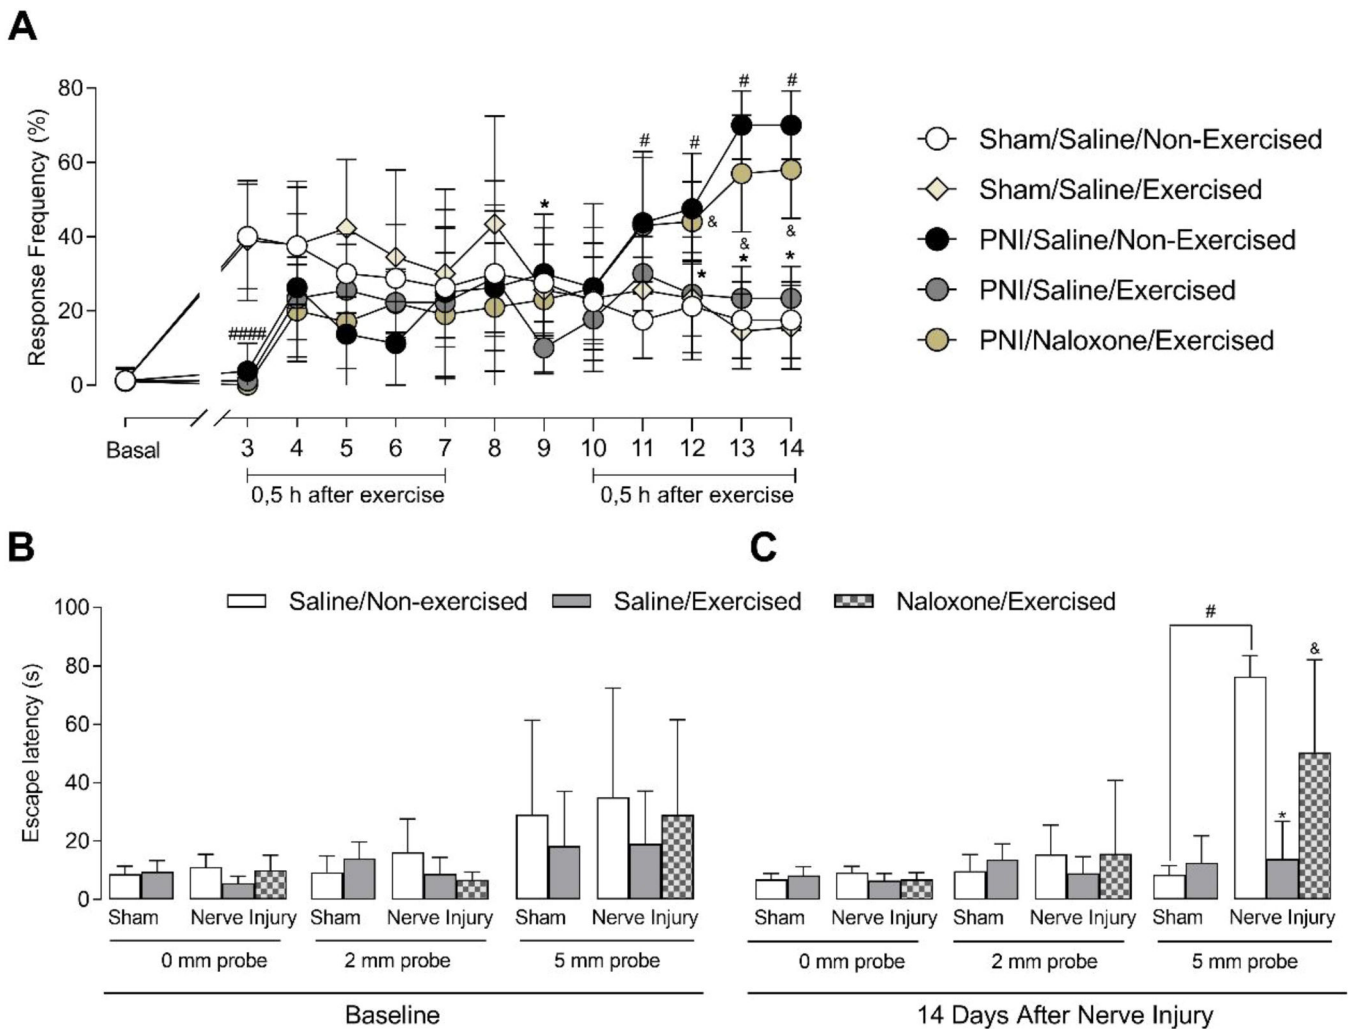 A
Response Frequency (%)
80
60
40
20
0
#
#
#
#
*
&
&
&
*
*
*
####
Basal
3 4 5 6 7 8 9 10 11 12 13 14
0,5 h after exercise
0,5 h after exercise
Sham/Saline/Non-Exercised
Sham/Saline/Exercised
PNI/Saline/Non-Exercised
PNI/Saline/Exercised
PNI/Naloxone/Exercised
B
C
Saline/Non-exercised Saline/Exercised Naloxone/Exercised
Escape latency (s)
100
80
60
40
20
0
Sham Nerve Injury Sham Nerve Injury Sham Nerve Injury
0 mm probe 2 mm probe 5 mm probe
Baseline
#
&
*
Sham Nerve Injury Sham Nerve Injury Sham Nerve Injury
0 mm probe 2 mm probe 5 mm probe
14 Days After Nerve Injury